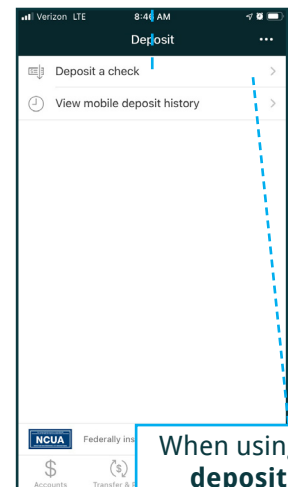 Verizon LTE 8:46 AM
Deposit
Deposit a check
View mobile deposit history
NCUA Federally ins
When using
deposit
Accounts Transfer &